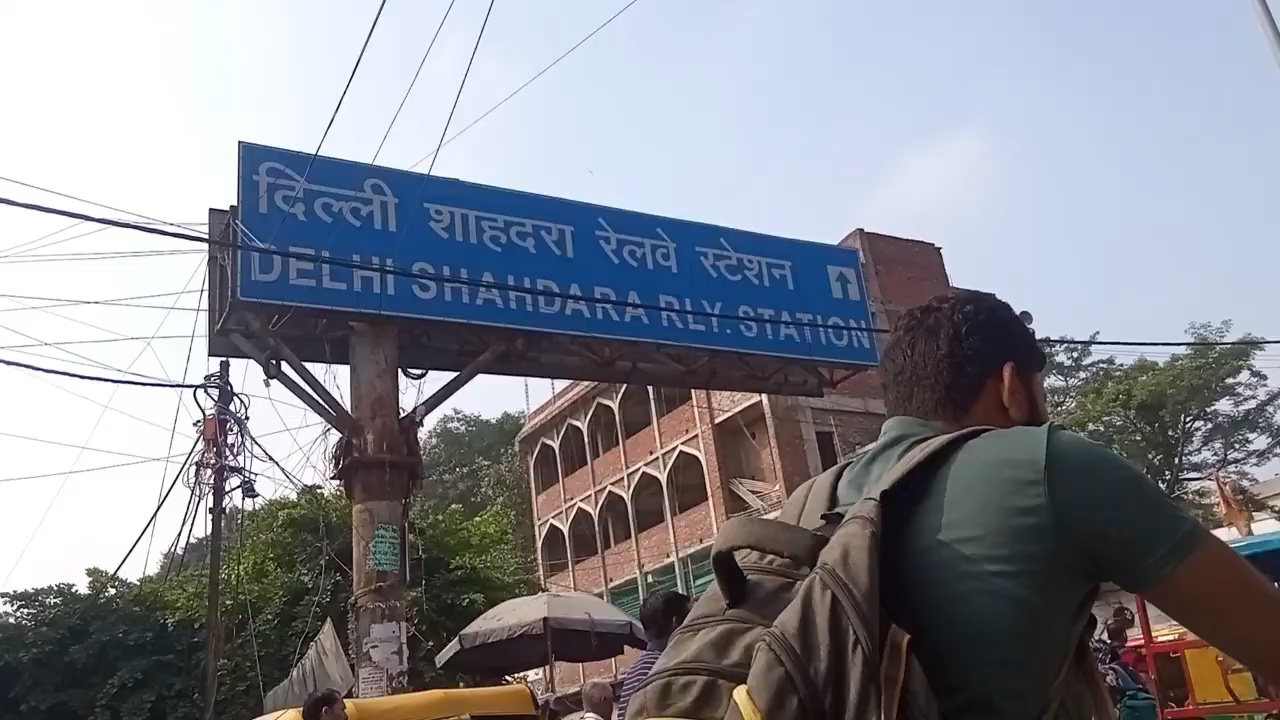 दिल्ली शाहदरा रेलवे स्टेशन
DELHI SHAHDARA RLY. STATION